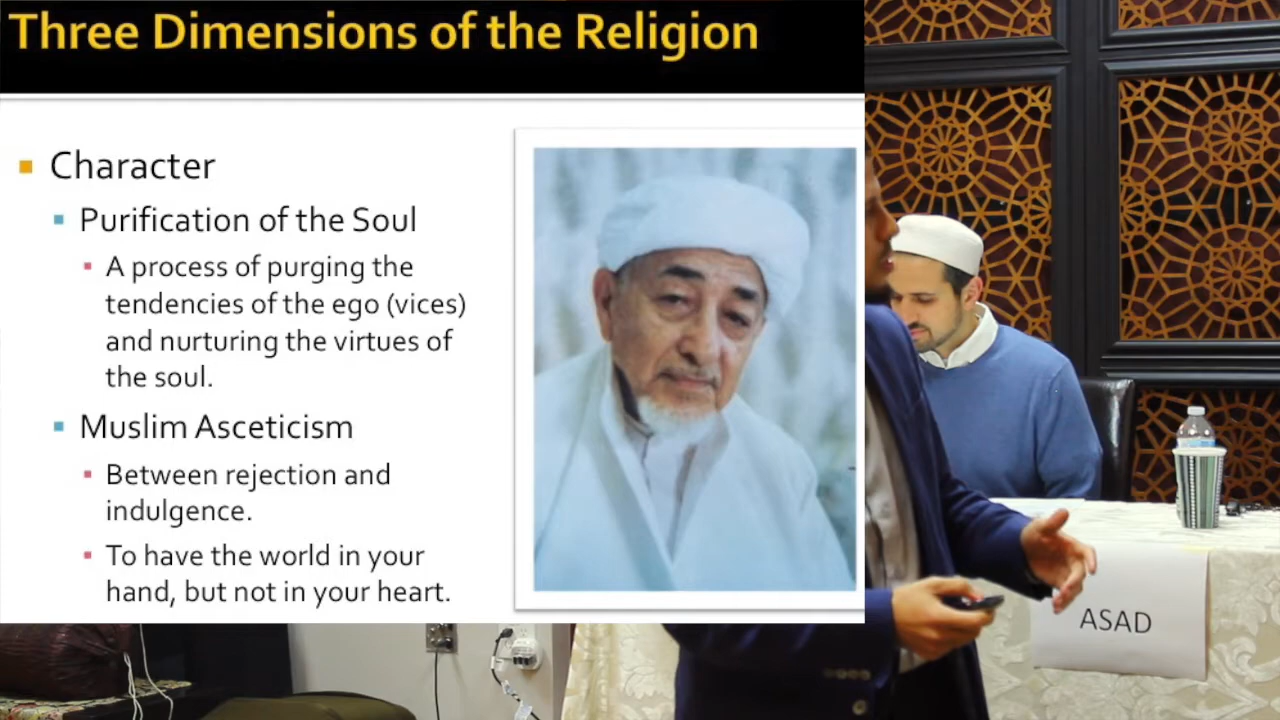 Three Dimensions of the Religion
Character
Purification of the Soul
A process of purging the
tendencies of the ego (vices)
and nurturing the virtues of
the soul.
Muslim Asceticism
Between rejection and
indulgence.
To have the world in your
hand, but not in your heart.
ASAD